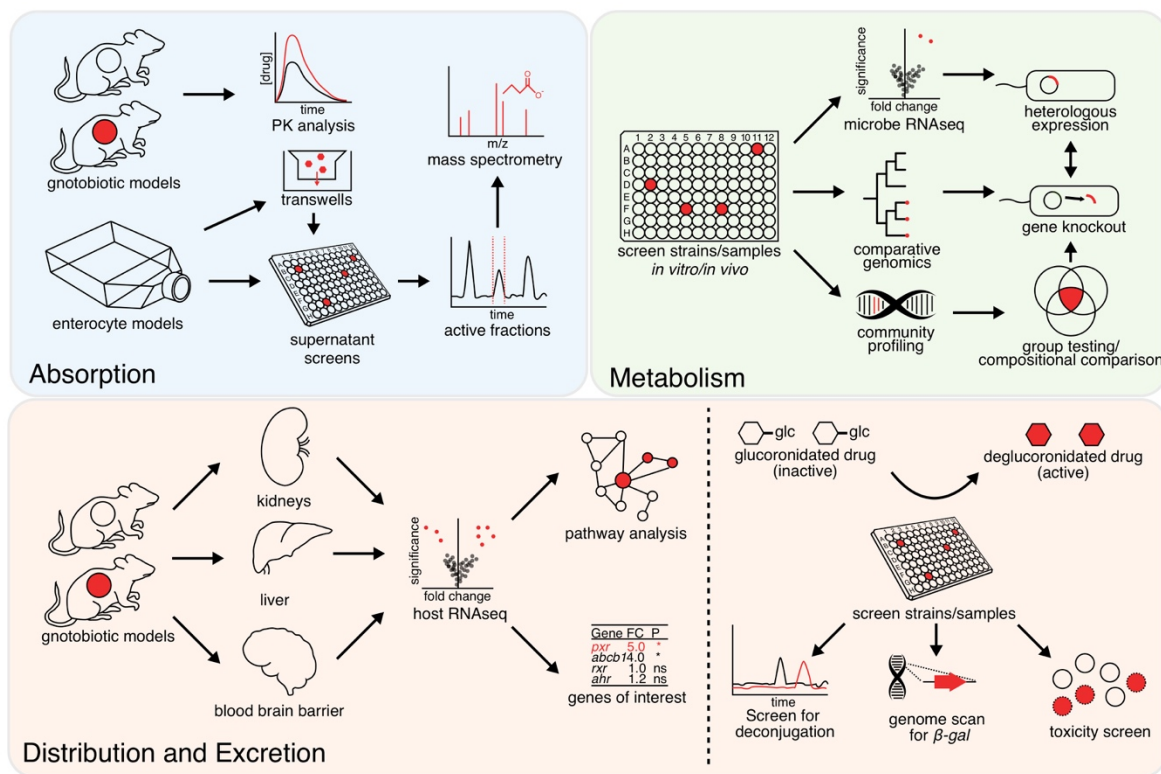 [drug]
time
PK analysis
gnotobiotic models
transwells
enterocyte models
supernatant
screens
m/z
mass spectrometry
time
active fractions
Absorption
1 2 3 4 5 6 7 8 9 10 11 12
A
B
C
D
E
F
G
H
screen strains/samples
in vitro/in vivo
significance
fold change
microbe RNAseq
heterologous
expression
comparative
genomics
gene knockout
community
profiling
group testing/
compositional comparison
Metabolism
gnotobiotic models
kidneys
liver
blood brain barrier
significance
fold change
host RNAseq
pathway analysis
Gene FC P
pxr 5.0 *
abcb1 4.0 *
rxr 1.0 ns
ahr 1.2 ns
genes of interest
Distribution and Excretion
glc glc
glucoronidated drug
(inactive)
deglucoronidated drug
(active)
screen strains/samples
time
Screen for
deconjugation
genome scan
for β-gal
toxicity screen